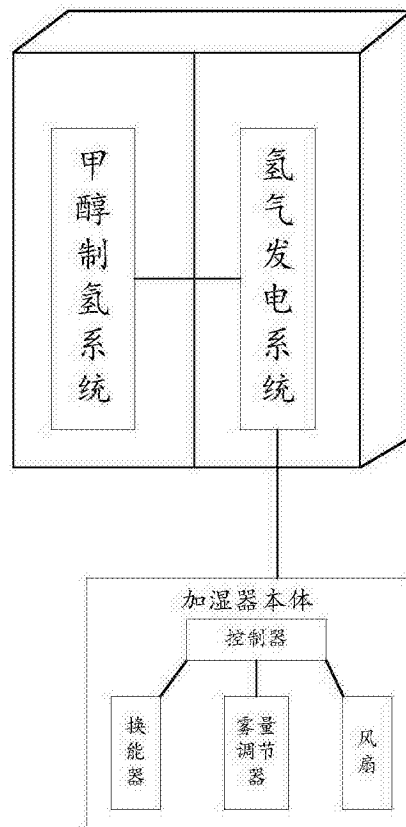 甲醇制氢系统
氢气发电系统
加湿器本体
控制器
换能器
雾量调节器
风扇